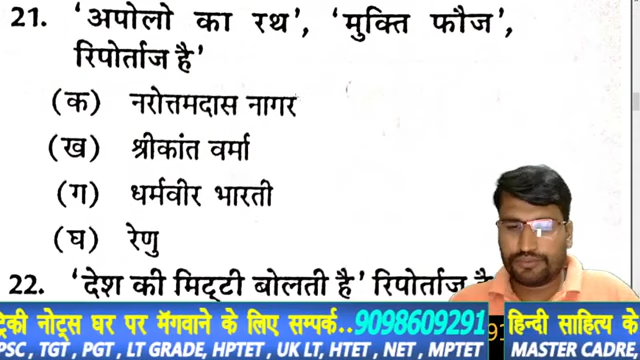 21. 'अपोलो का रथ', 'मुक्ति फौज',
रिपोर्ताज है'
(क) नरोत्तमदास नागर
(ख) श्रीकांत वर्मा
(ग) धर्मवीर भारती
(घ) रेणु
22. 'देश की मिट्टी बोलती है' रिपोर्ताज है
नोट्स घर पर मँगवाने के लिए सम्पर्क..9098609291 हिन्दी साहित्य के
PSC, TGT , PGT , LT GRADE, HPTET , UK LT, HTET , NET , MPTET MASTER CADRE